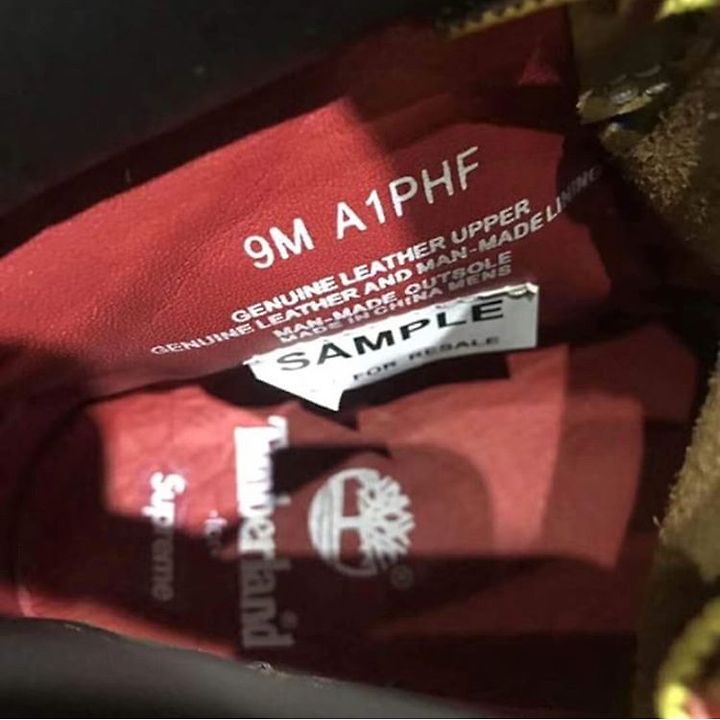 9M A1PHF
GENUINE LEATHER UPPER
GENUINE LEATHER AND MAN-MADE LINING
MAN-MADE OUTSOLE
MADE IN CHINA MENS
SAMPLE
FOR RESALE
Timberland
for
Supreme
®